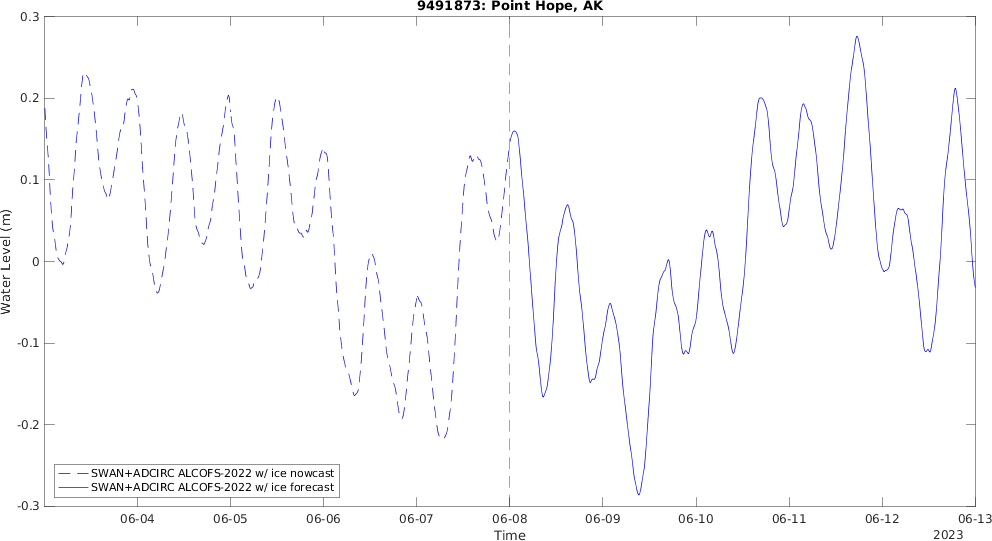 9491873: Point Hope, AK
0.3
0.2
0.1
0
-0.1
-0.2
-0.3
Water Level (m)
SWAN+ADCIRC ALCOFS-2022 w/ ice nowcast
SWAN+ADCIRC ALCOFS-2022 w/ ice forecast
06-04 06-05 06-06 06-07 06-08 06-09 06-10 06-11 06-12 06-13
Time
2023